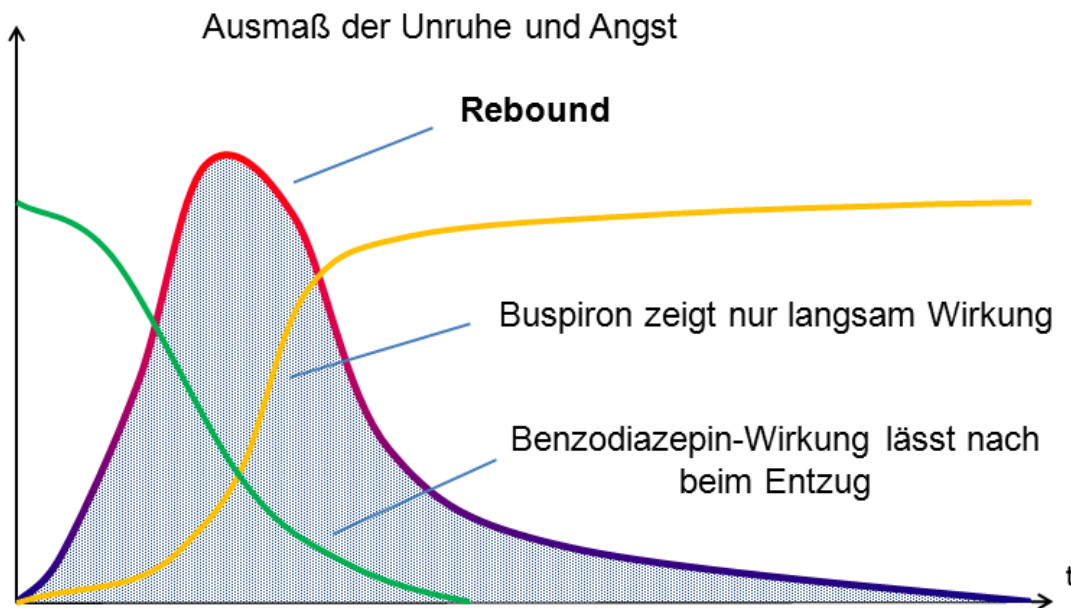 Ausmaß der Unruhe und Angst
Rebound
Buspiron zeigt nur langsam Wirkung
Benzodiazepin-Wirkung lässt nach
beim Entzug
t